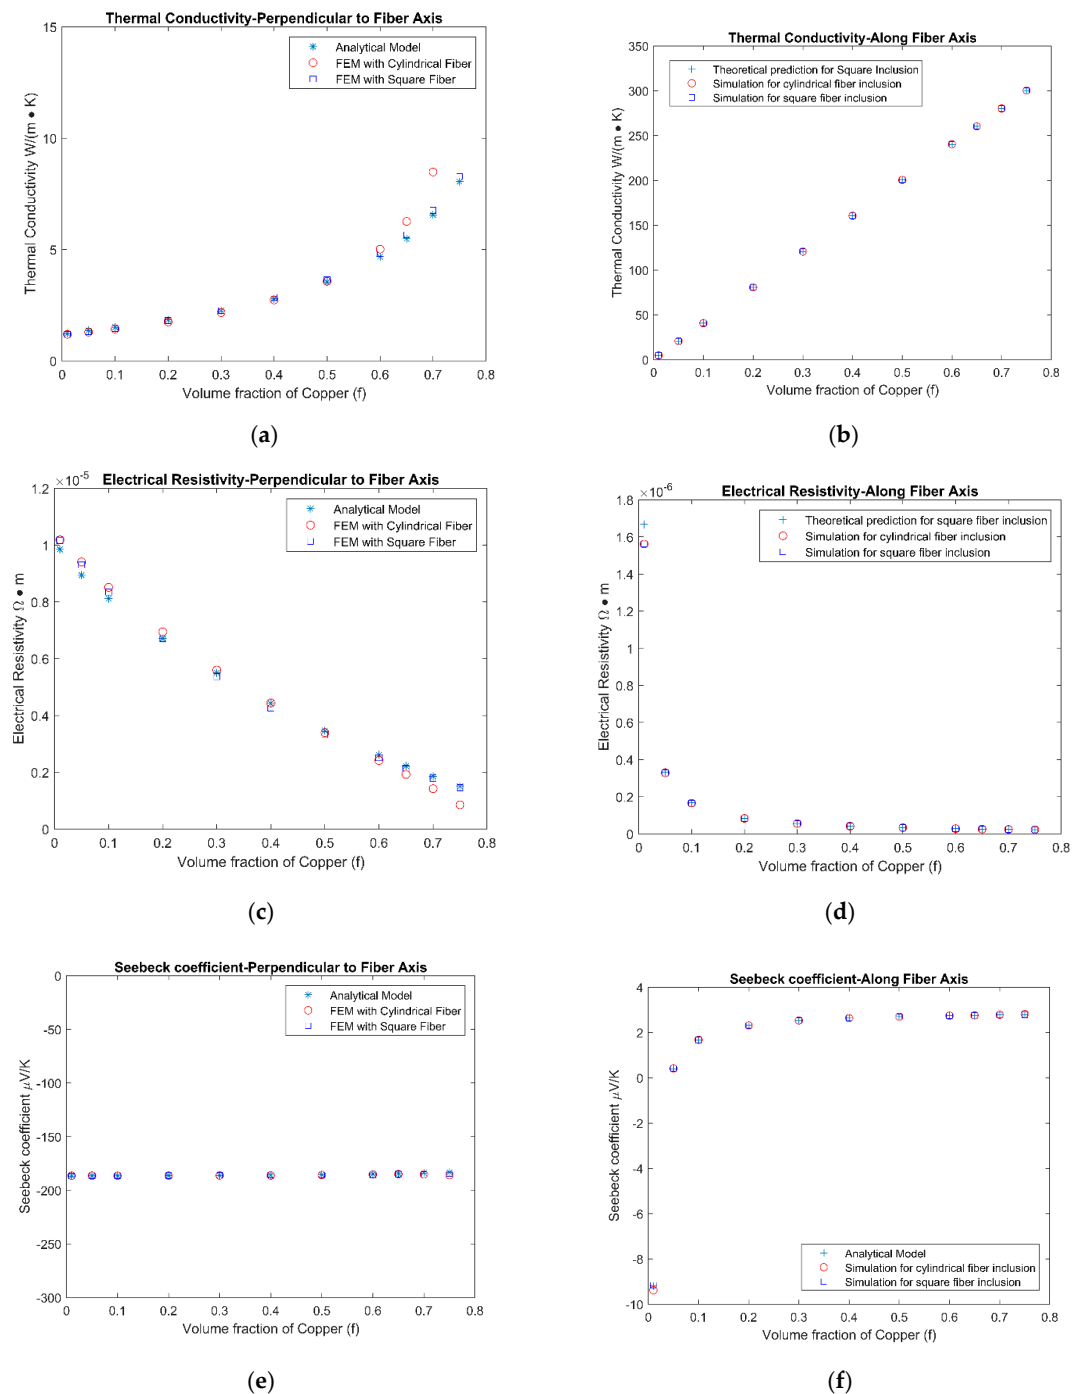 Thermal Conductivity-Perpendicular to Fiber Axis
15
10
5
0
Thermal Conductivity W/(m ● K)
Analytical Model
FEM with Cylindrical Fiber
FEM with Square Fiber
0 0.1 0.2 0.3 0.4 0.5 0.6 0.7 0.8
Volume fraction of Copper (f)
(a)
Thermal Conductivity-Along Fiber Axis
350
300
250
200
150
100
50
0
Thermal Conductivity W/(m ● K)
Theoretical prediction for Square Inclusion
Simulation for cylindrical fiber inclusion
Simulation for square fiber inclusion
0 0.1 0.2 0.3 0.4 0.5 0.6 0.7 0.8
Volume fraction of Copper (f)
(b)
×10⁻⁵
Electrical Resistivity-Perpendicular to Fiber Axis
1.2
1
0.8
0.6
0.4
0.2
0
Electrical Resistivity Ω ● m
Analytical Model
FEM with Cylindrical Fiber
FEM with Square Fiber
0 0.1 0.2 0.3 0.4 0.5 0.6 0.7 0.8
Volume fraction of Copper (f)
(c)
×10⁻⁶
Electrical Resistivity-Along Fiber Axis
1.8
1.6
1.4
1.2
1
0.8
0.6
0.4
0.2
0
Electrical Resistivity Ω ● m
Theoretical prediction for square fiber inclusion
Simulation for cylindrical fiber inclusion
Simulation for square fiber inclusion
0 0.1 0.2 0.3 0.4 0.5 0.6 0.7 0.8
Volume fraction of Copper (f)
(d)
Seebeck coefficient-Perpendicular to Fiber Axis
0
-50
-100
-150
-200
-250
-300
Seebeck coefficient μV/K
Analytical Model
FEM with Cylindrical Fiber
FEM with Square Fiber
0 0.1 0.2 0.3 0.4 0.5 0.6 0.7 0.8
Volume fraction of Copper (f)
(e)
Seebeck coefficient-Along Fiber Axis
4
2
0
-2
-4
-6
-8
-10
Seebeck coefficient μV/K
Analytical Model
Simulation for cylindrical fiber inclusion
Simulation for square fiber inclusion
0 0.1 0.2 0.3 0.4 0.5 0.6 0.7 0.8
Volume fraction of Copper (f)
(f)